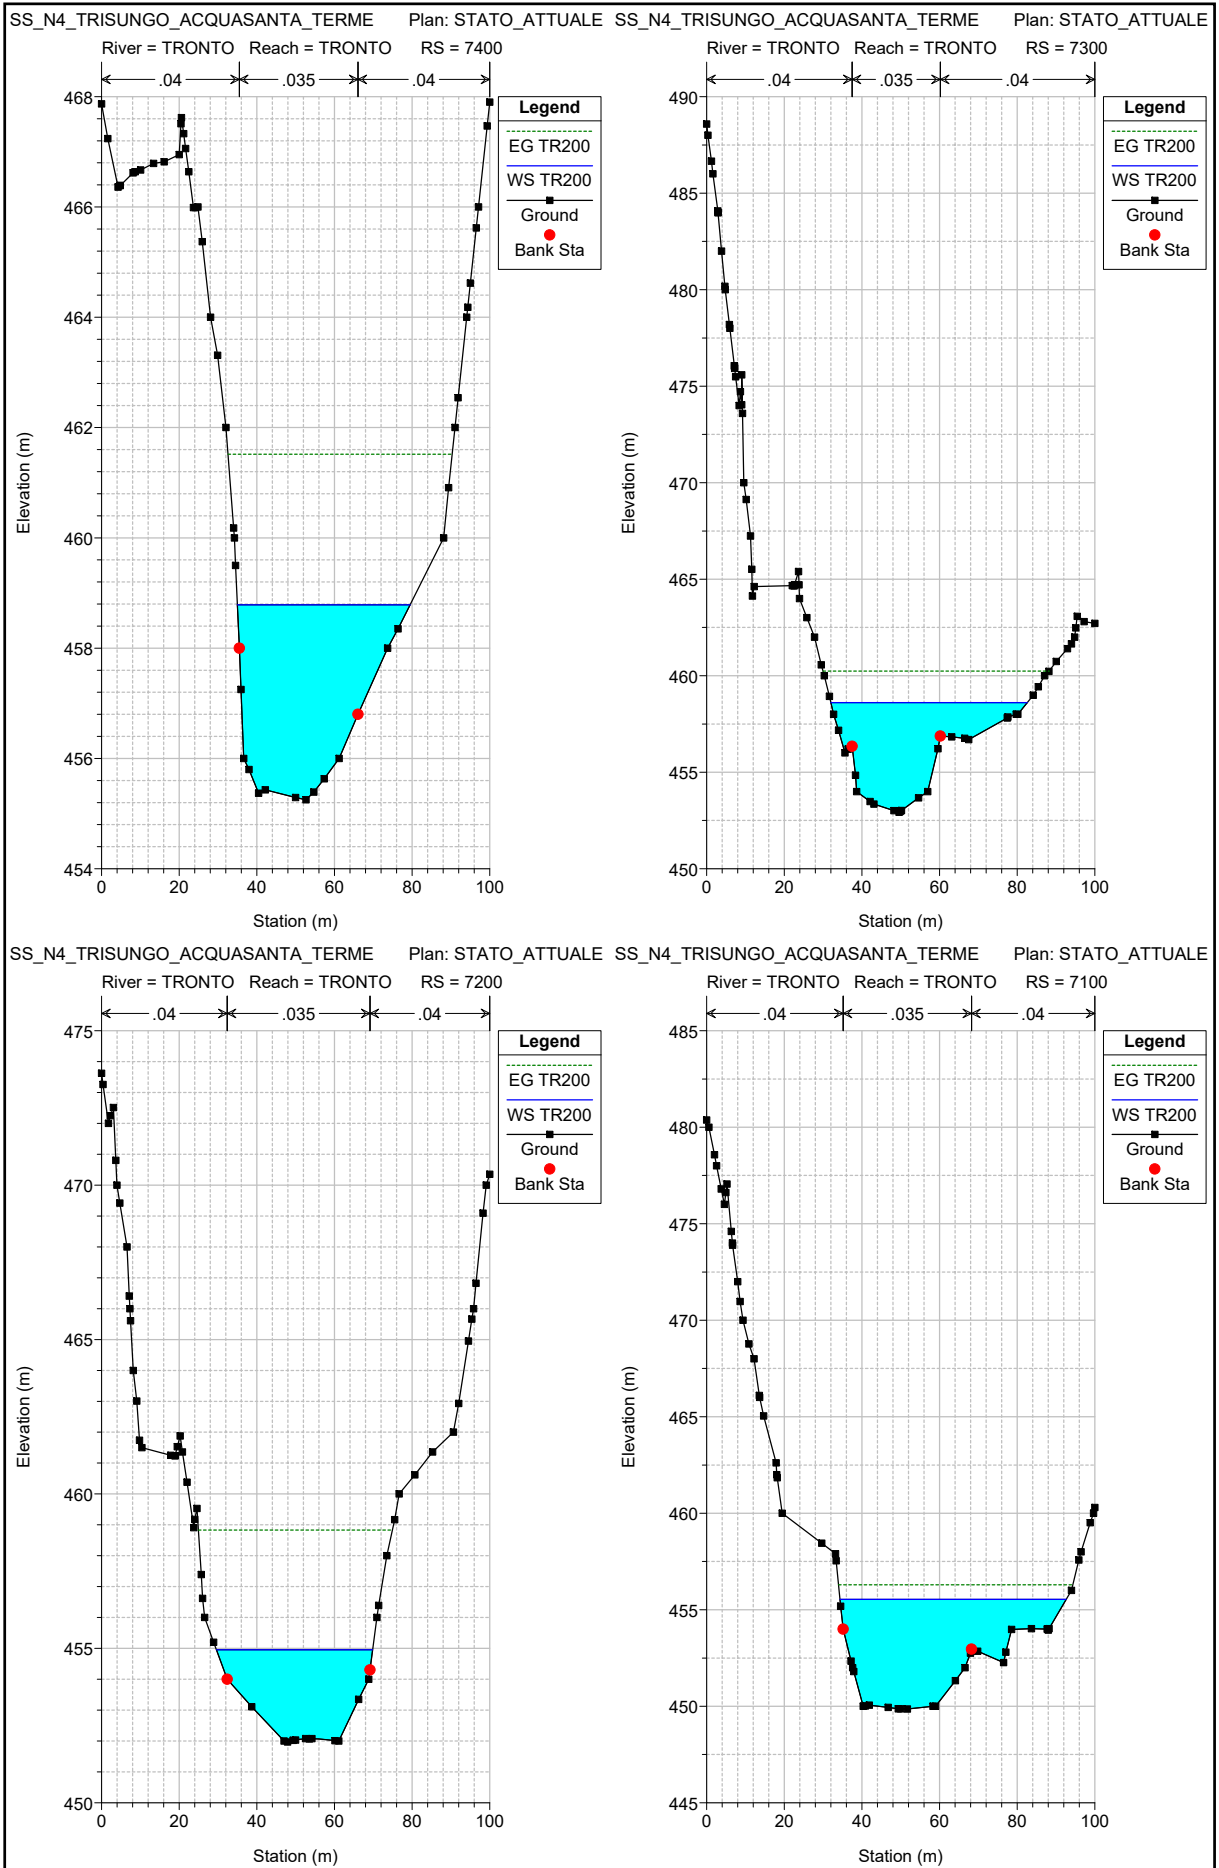 SS_N4_TRISUNGO_ACQUASANTA_TERME Plan: STATO_ATTUALE
River = TRONTO Reach = TRONTO RS = 7400
.04 .035 .04
Legend
EG TR200
WS TR200
Ground
Bank Sta
468
466
464
462
460
458
456
454
Elevation (m)
0 20 40 60 80 100
Station (m)
SS_N4_TRISUNGO_ACQUASANTA_TERME Plan: STATO_ATTUALE
River = TRONTO Reach = TRONTO RS = 7300
.04 .035 .04
Legend
EG TR200
WS TR200
Ground
Bank Sta
490
485
480
475
470
465
460
455
450
Elevation (m)
0 20 40 60 80 100
Station (m)
SS_N4_TRISUNGO_ACQUASANTA_TERME Plan: STATO_ATTUALE
River = TRONTO Reach = TRONTO RS = 7200
.04 .035 .04
Legend
EG TR200
WS TR200
Ground
Bank Sta
475
470
465
460
455
450
Elevation (m)
0 20 40 60 80 100
Station (m)
SS_N4_TRISUNGO_ACQUASANTA_TERME Plan: STATO_ATTUALE
River = TRONTO Reach = TRONTO RS = 7100
.04 .035 .04
Legend
EG TR200
WS TR200
Ground
Bank Sta
485
480
475
470
465
460
455
450
445
Elevation (m)
0 20 40 60 80 100
Station (m)